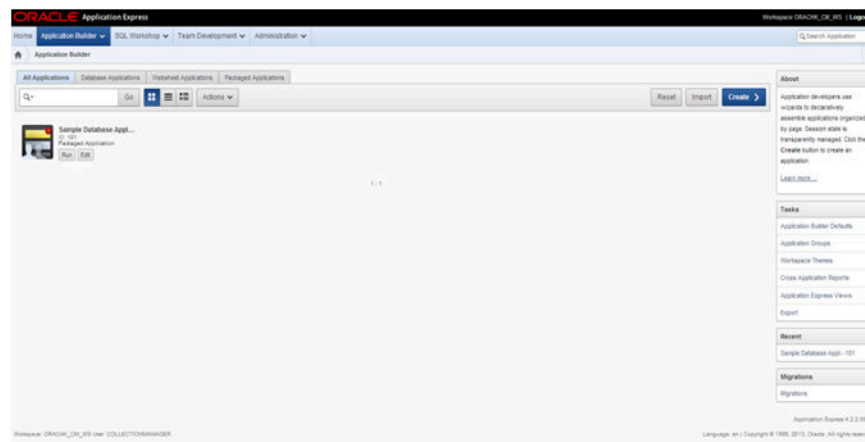 ORACLE Application Express
Workspace ORACHK_CM_WS
Home Application Builder SQL Workshop Team Development Administration
Search Application
Application Builder
All Applications Database Applications Websheet Applications Packaged Applications
Go Actions Reset Import Create >
Sample Database Appl...
ID: 101
Packaged Application
Run Edit
1 - 1
About
Application developers use
wizards to declaratively
assemble applications organized
by page. Session state is
transparently managed. Click the
Create button to create an
application.
Learn more ...
Tasks
Application Builder Defaults
Application Groups
Workspace Themes
Cross Application Reports
Application Express Views
Export
Recent
Sample Database Appl - 101
Migrations
Migrations
Application Express 4.2.2.00
Workspace: ORACHK_CM_WS User: COLLECTIONMANAGER
Language: en | Copyright © 1999, 2013, Oracle. All rights